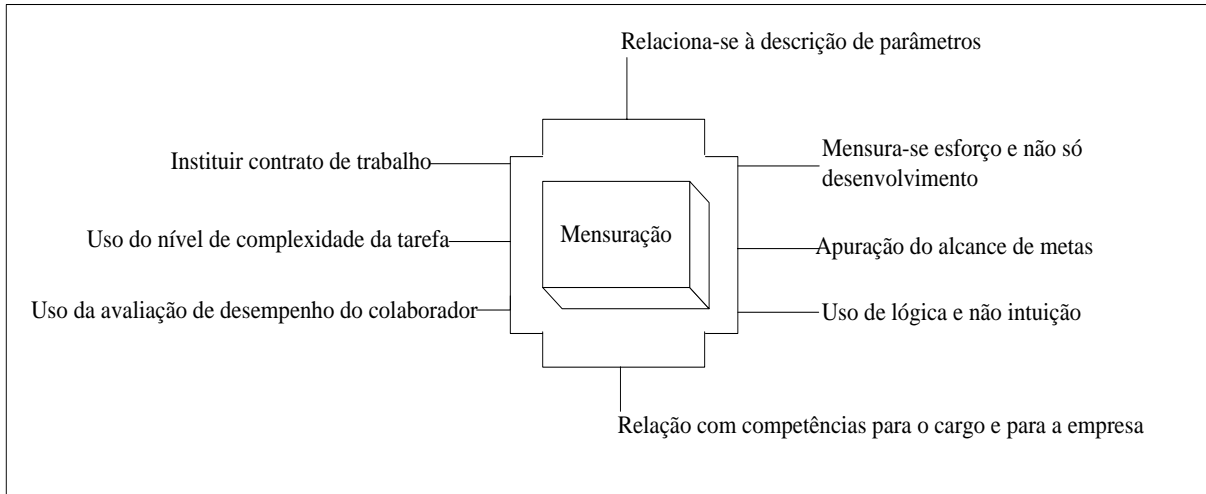 Relaciona-se à descrição de parâmetros
Instituir contrato de trabalho
Mensura-se esforço e não só
desenvolvimento
Uso do nível de complexidade da tarefa
Mensuração
Apuração do alcance de metas
Uso da avaliação de desempenho do colaborador
Uso de lógica e não intuição
Relação com competências para o cargo e para a empresa